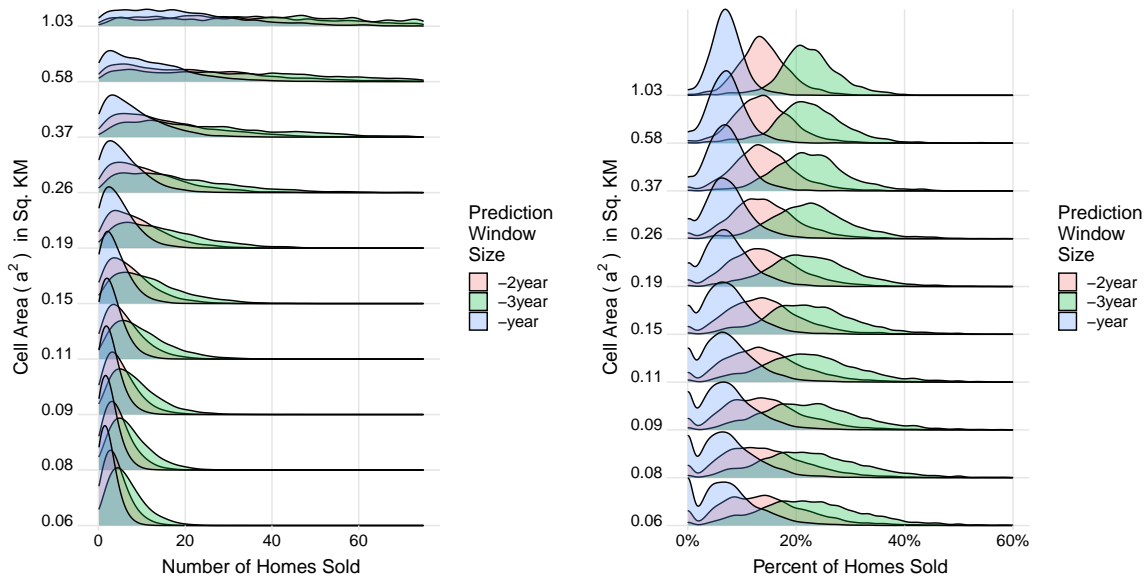 Cell Area ( a² ) in Sq. KM
1.03
0.58
0.37
0.26
0.19
0.15
0.11
0.09
0.08
0.06
0
20
40
60
Number of Homes Sold
Prediction
Window
Size
−2year
−3year
−year
Cell Area ( a² ) in Sq. KM
1.03
0.58
0.37
0.26
0.19
0.15
0.11
0.09
0.08
0.06
0%
20%
40%
60%
Percent of Homes Sold
Prediction
Window
Size
−2year
−3year
−year